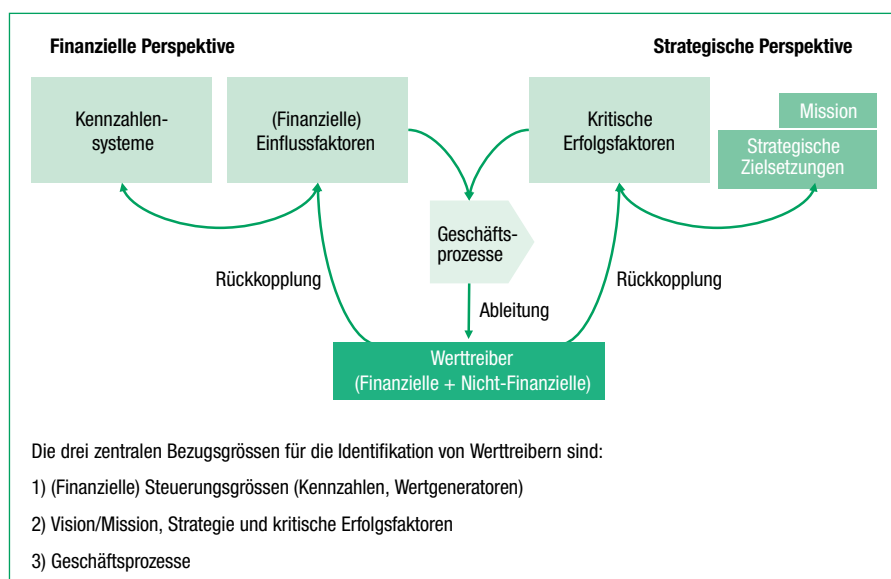 Finanzielle Perspektive
Strategische Perspektive
Kennzahlen-
systeme
(Finanzielle)
Einflussfaktoren
Kritische
Erfolgsfaktoren
Mission
Strategische
Zielsetzungen
Geschäfts-
prozesse
Rückkopplung
Ableitung
Rückkopplung
Werttreiber
(Finanzielle + Nicht-Finanzielle)
Die drei zentralen Bezugsgrössen für die Identifikation von Werttreibern sind:
1) (Finanzielle) Steuerungsgrössen (Kennzahlen, Wertgeneratoren)
2) Vision/Mission, Strategie und kritische Erfolgsfaktoren
3) Geschäftsprozesse